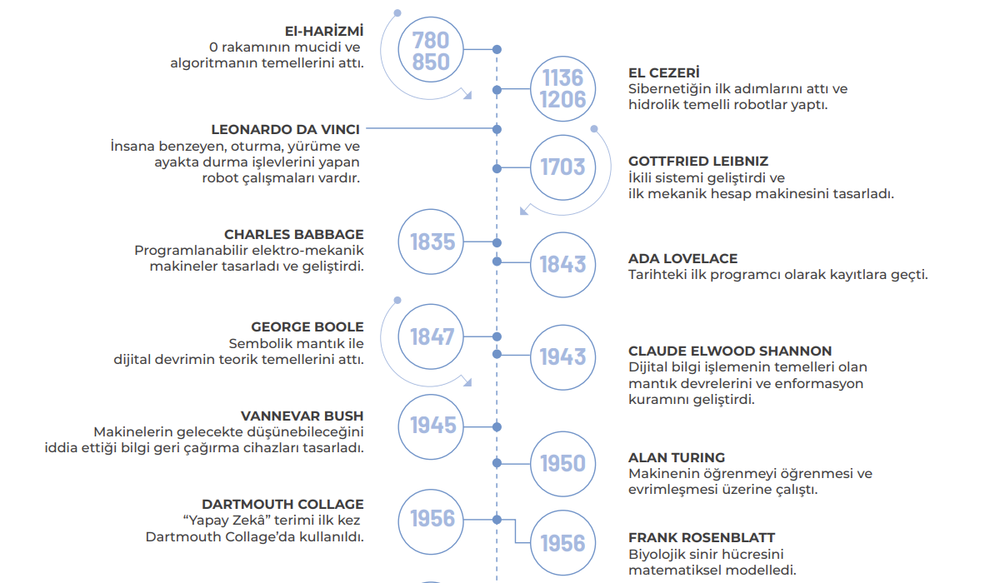 El-HARİZMİ
0 rakamının mucidi ve
algoritmanın temellerini attı.
780
850
1136
1206
EL CEZERİ
Sibernetiğin ilk adımlarını attı ve
hidrolik temelli robotlar yaptı.
LEONARDO DA VINCI
İnsana benzeyen, oturma, yürüme ve
ayakta durma işlevlerini yapan
robot çalışmaları vardır.
1703
GOTTFRIED LEIBNIZ
İkili sistemi geliştirdi ve
ilk mekanik hesap makinesini tasarladı.
CHARLES BABBAGE
Programlanabilir elektro-mekanik
makineler tasarladı ve geliştirdi.
1835
1843
ADA LOVELACE
Tarihteki ilk programcı olarak kayıtlara geçti.
GEORGE BOOLE
Sembolik mantık ile
dijital devrimin teorik temellerini attı.
1847
1943
CLAUDE ELWOOD SHANNON
Dijital bilgi işlemenin temelleri olan
mantık devrelerini ve enformasyon
kuramını geliştirdi.
VANNEVAR BUSH
Makinelerin gelecekte düşünebileceğini
iddia ettiği bilgi geri çağırma cihazları tasarladı.
1945
1950
ALAN TURING
Makinenin öğrenmeyi öğrenmesi ve
evrimleşmesi üzerine çalıştı.
DARTMOUTH COLLAGE
“Yapay Zekâ” terimi ilk kez
Dartmouth Collage’da kullanıldı.
1956
1956
FRANK ROSENBLATT
Biyolojik sinir hücresini
matematiksel modelledi.